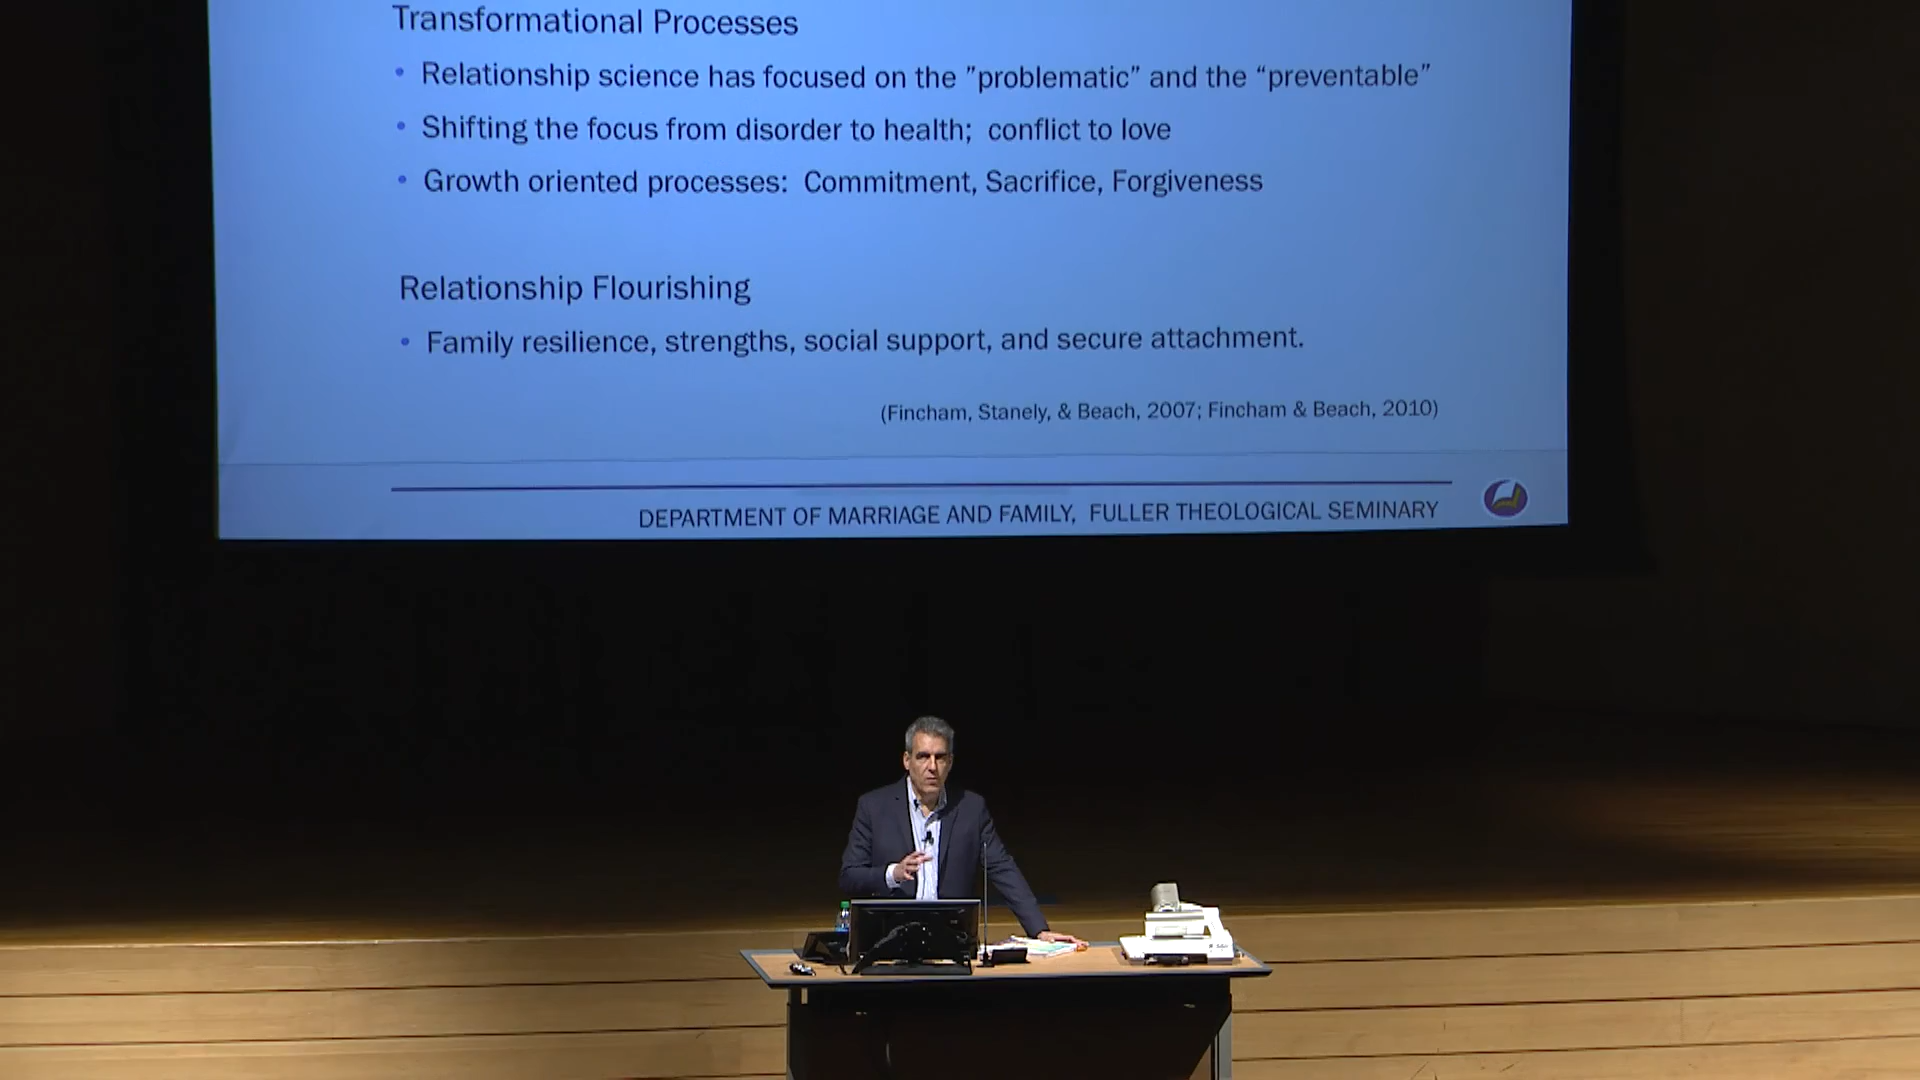 Transformational Processes
• Relationship science has focused on the ”problematic” and the “preventable”
• Shifting the focus from disorder to health; conflict to love
• Growth oriented processes: Commitment, Sacrifice, Forgiveness
Relationship Flourishing
• Family resilience, strengths, social support, and secure attachment.
(Fincham, Stanely, & Beach, 2007; Fincham & Beach, 2010)
DEPARTMENT OF MARRIAGE AND FAMILY, FULLER THEOLOGICAL SEMINARY